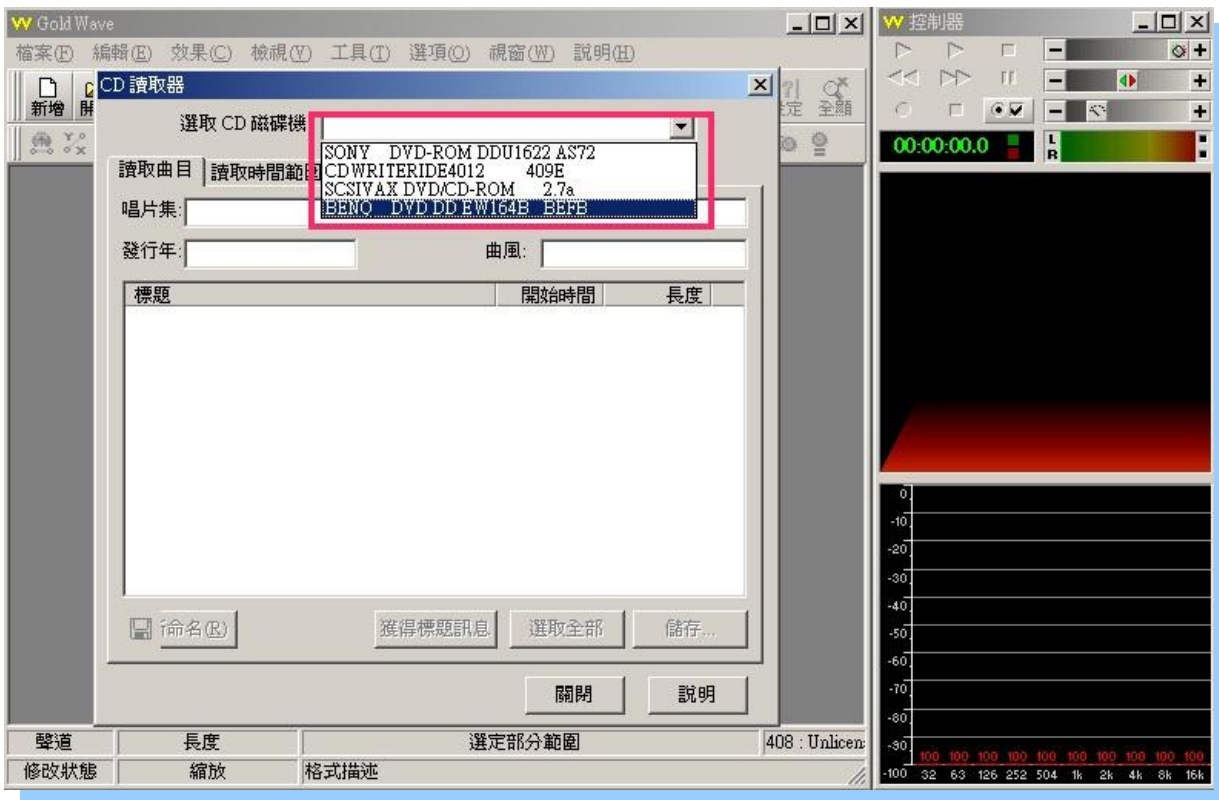 Gold Wave
檔案(F) 編輯(E) 效果(C) 檢視(V) 工具(T) 選項(O) 視窗(W) 說明(H)
新增 開
定 全顯
CD 讀取器
選取 CD 磁碟機
SONY DVD-ROM DDU1622 AS72
CDWRITERIDE4012 409E
SCSIVAX DVD/CD-ROM 2.7a
BENQ DVD DD EW164B BEFB
讀取曲目 讀取時間範圍
唱片集:
發行年: 曲風:
標題 開始時間 長度
命名(R) 獲得標題訊息 選取全部 儲存...
關閉 說明
聲道 長度 選定部分範圍 408 : Unlicen
修改狀態 縮放 格式描述
控制器
00:00:00.0 L
R
0
-10
-20
-30
-40
-50
-60
-70
-80
-90 100 100 100 100 100 100 100 100 100 100
-100 32 63 126 252 504 1k 2k 4k 8k 16k